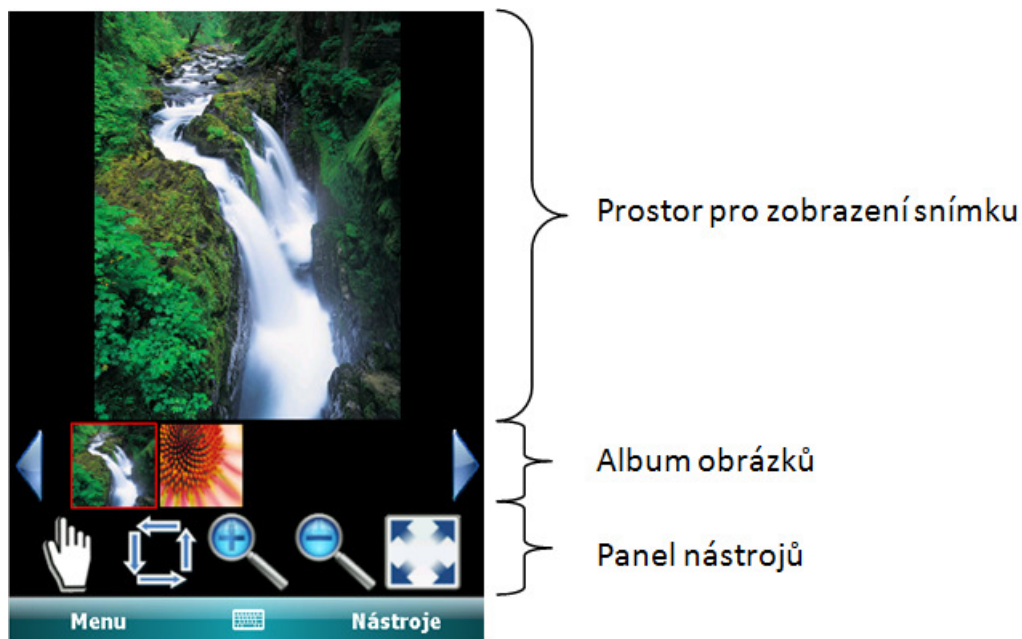 Prostor pro zobrazení snímku
Album obrázků
Panel nástrojů
Menu
Nástroje